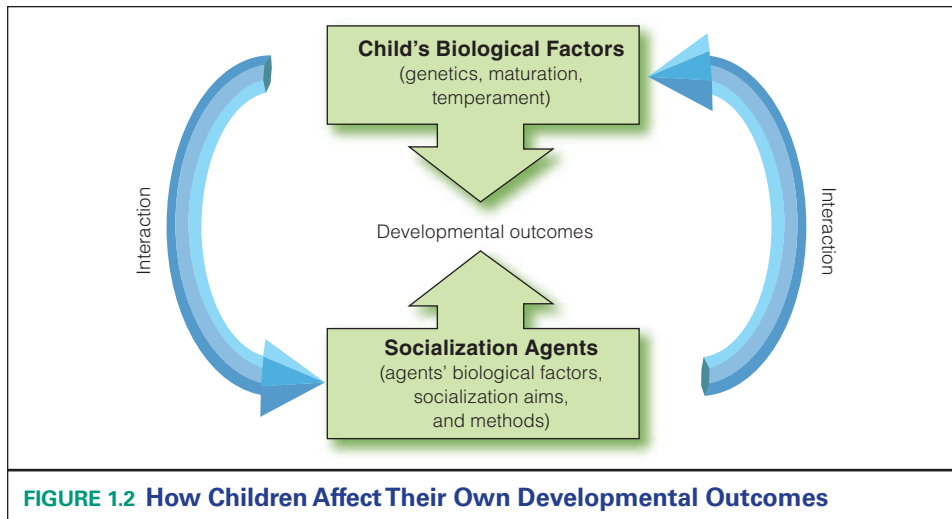 Child's Biological Factors
(genetics, maturation,
temperament)
Interaction
Developmental outcomes
Interaction
Socialization Agents
(agents' biological factors,
socialization aims,
and methods)
FIGURE 1.2 How Children Affect Their Own Developmental Outcomes